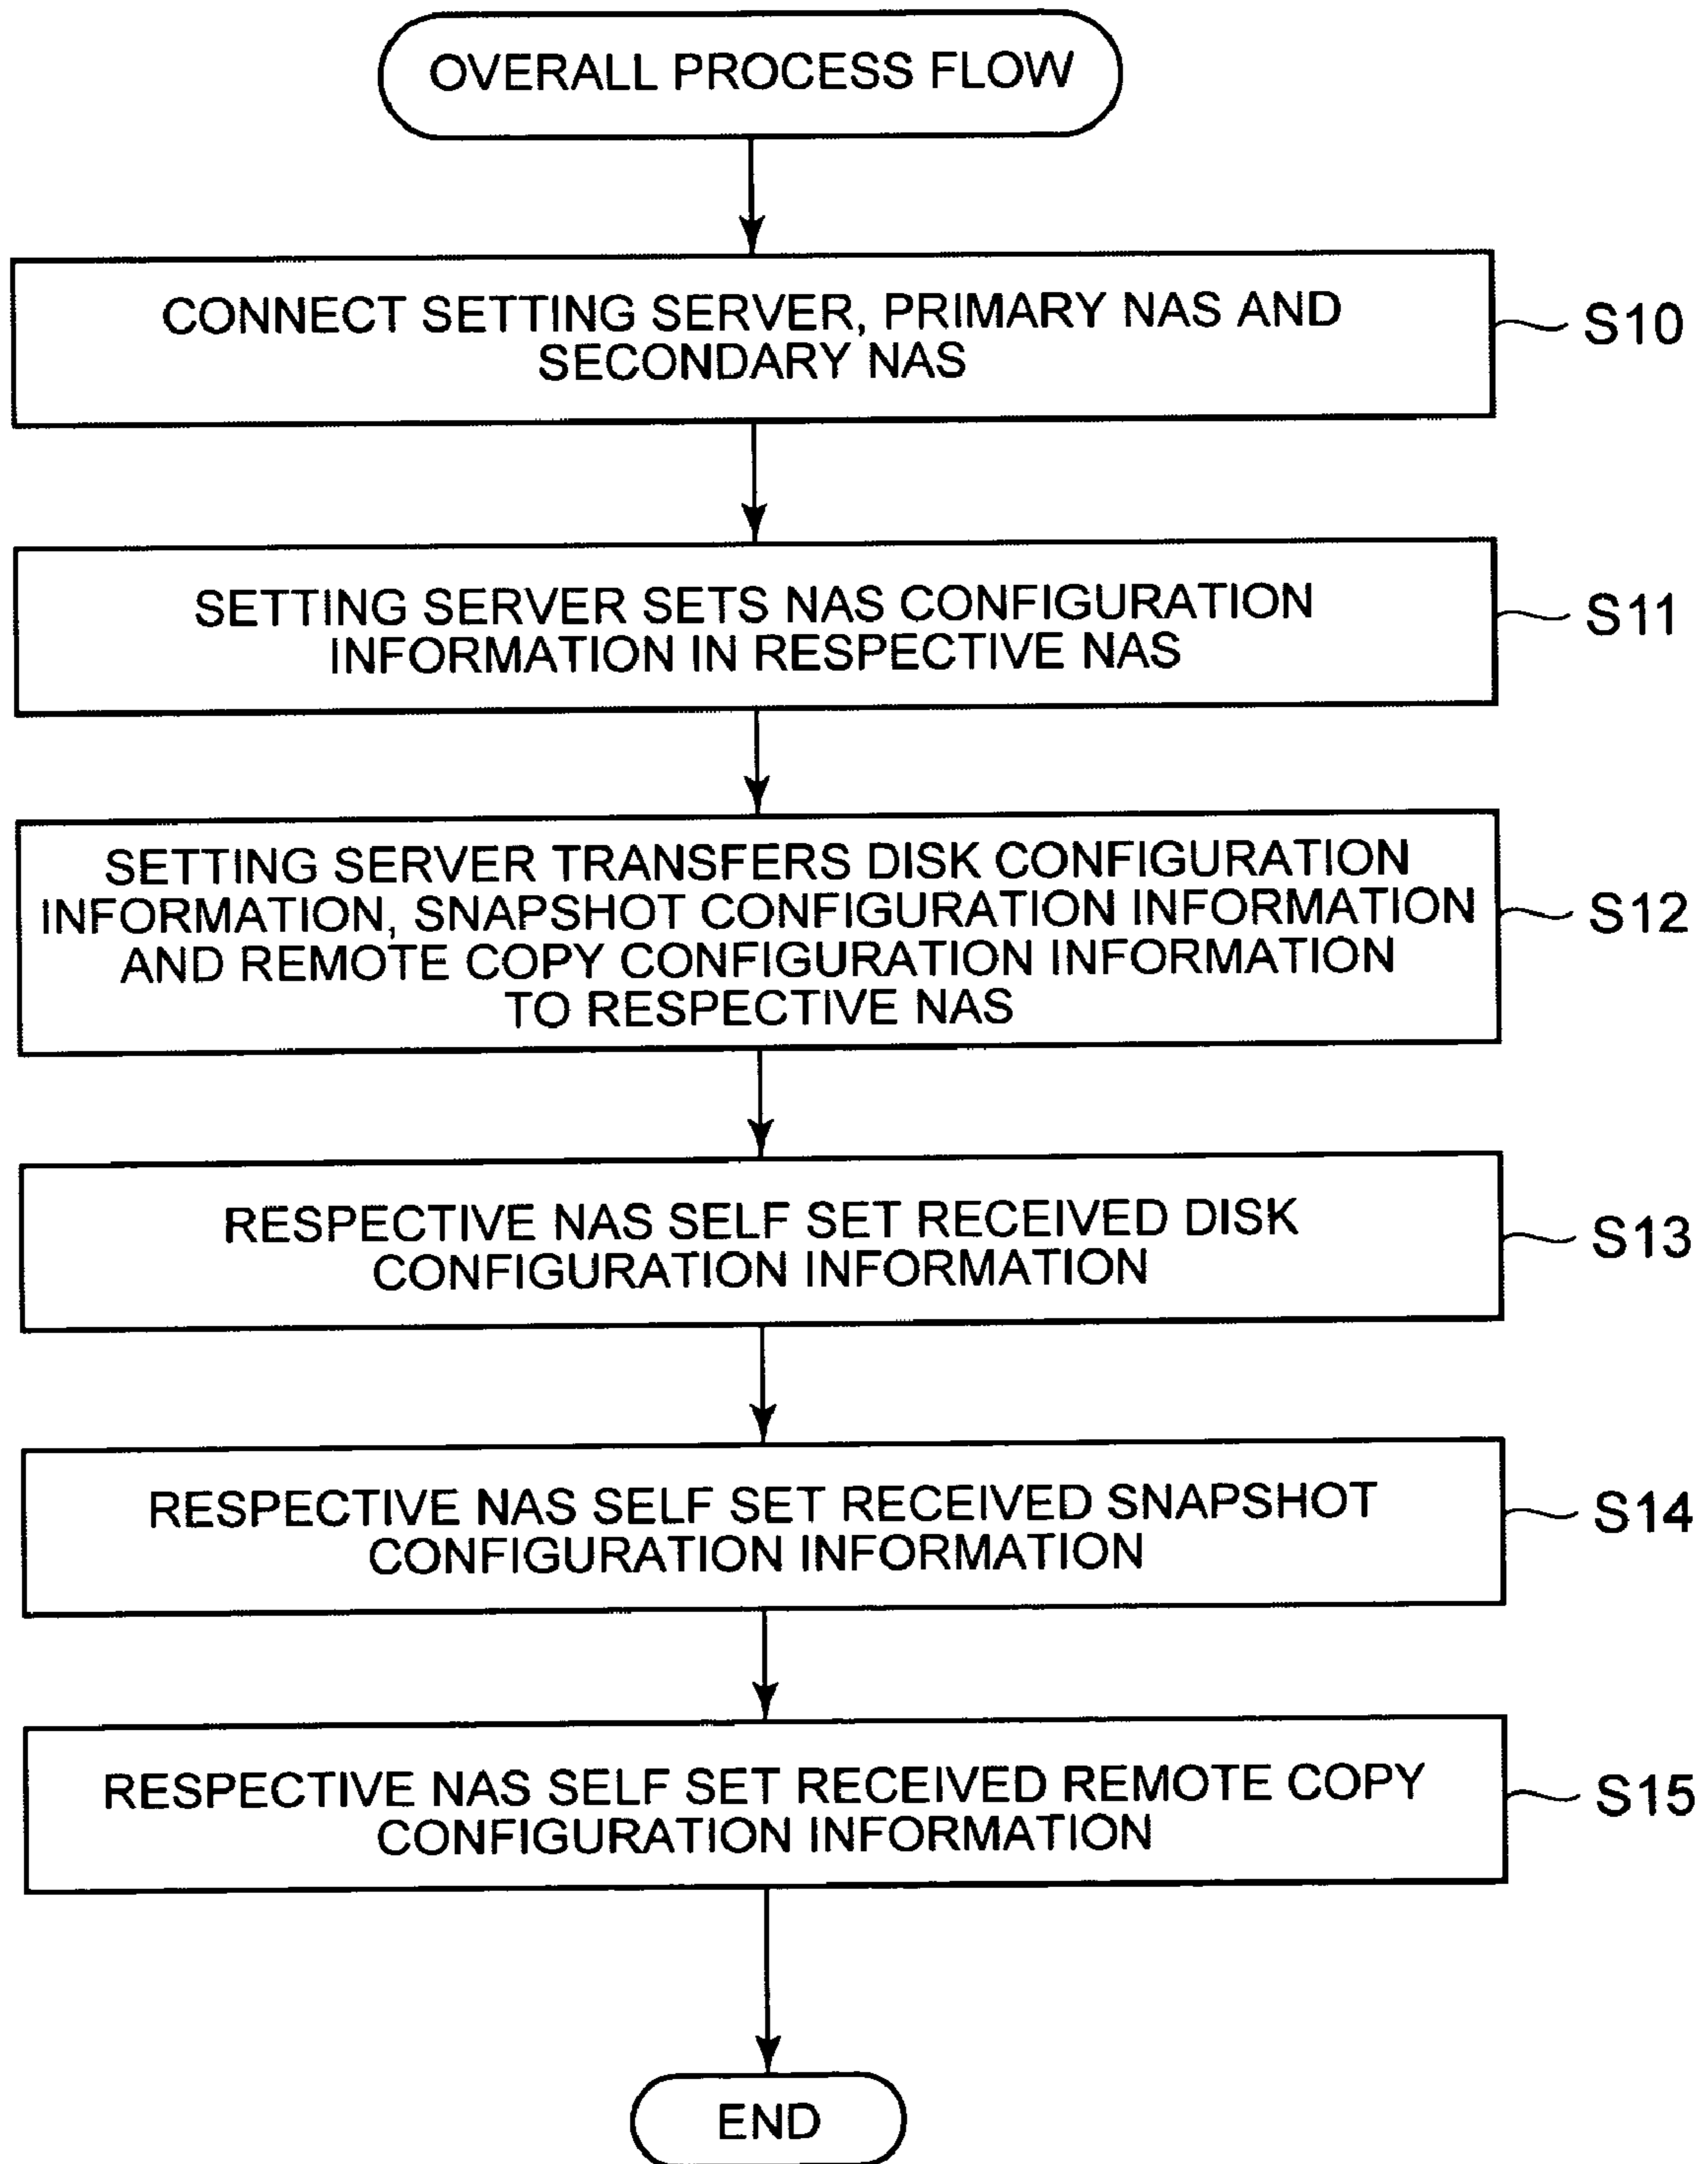 OVERALL PROCESS FLOW
CONNECT SETTING SERVER, PRIMARY NAS AND
SECONDARY NAS
S10
SETTING SERVER SETS NAS CONFIGURATION
INFORMATION IN RESPECTIVE NAS
S11
SETTING SERVER TRANSFERS DISK CONFIGURATION
INFORMATION, SNAPSHOT CONFIGURATION INFORMATION
AND REMOTE COPY CONFIGURATION INFORMATION
TO RESPECTIVE NAS
S12
RESPECTIVE NAS SELF SET RECEIVED DISK
CONFIGURATION INFORMATION
S13
RESPECTIVE NAS SELF SET RECEIVED SNAPSHOT
CONFIGURATION INFORMATION
S14
RESPECTIVE NAS SELF SET RECEIVED REMOTE COPY
CONFIGURATION INFORMATION
S15
END